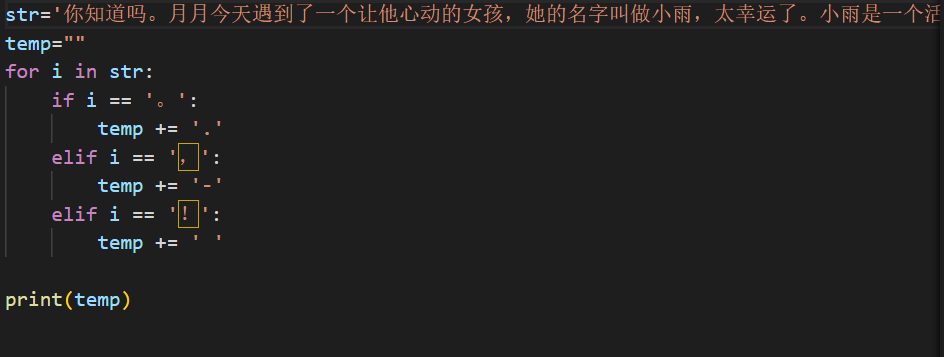 str='你知道吗。月月今天遇到了一个让他心动的女孩，她的名字叫做小雨，太幸运了。小雨是一个活
temp=""
for i in str:
    if i == '。':
        temp += '.'
    elif i == '，':
        temp += '-'
    elif i == '！':
        temp += ' '
print(temp)